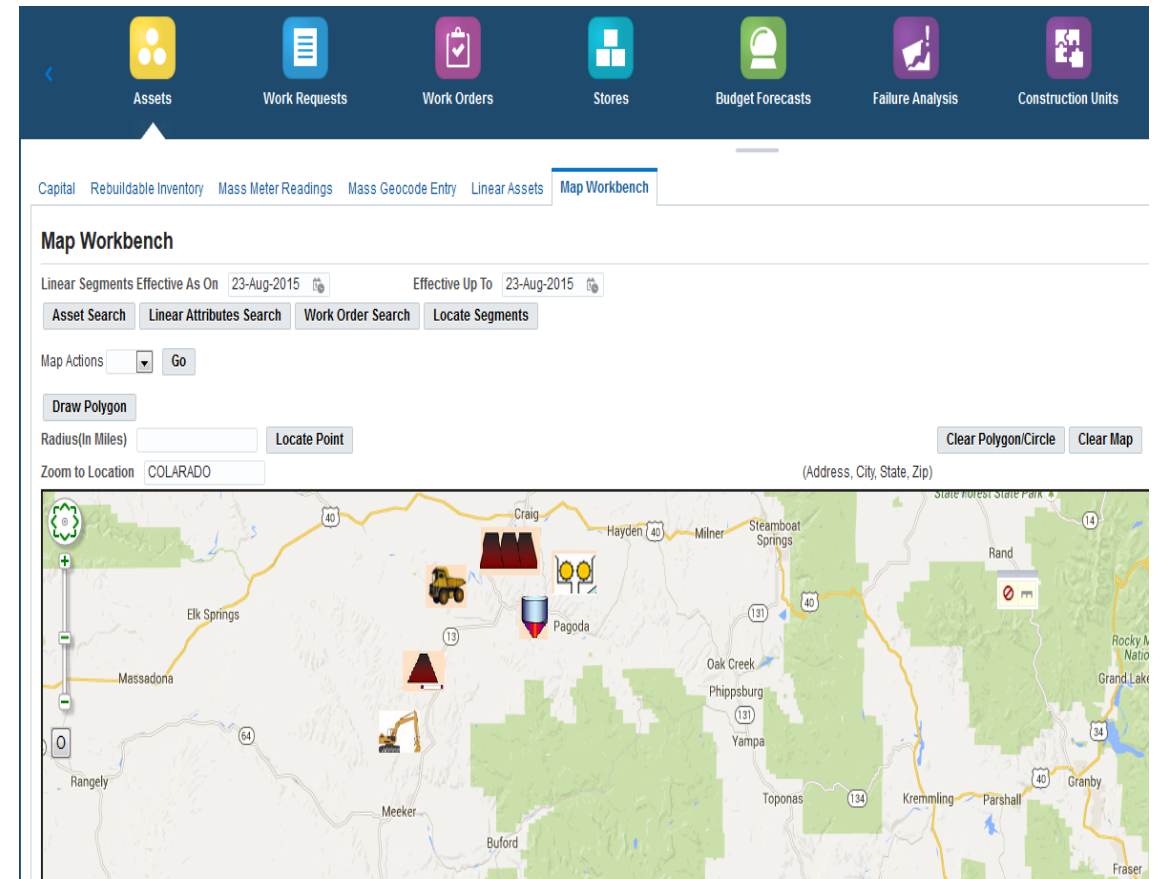 Assets Work Requests Work Orders Stores Budget Forecasts Failure Analysis Construction Units
Capital Rebuildable Inventory Mass Meter Readings Mass Geocode Entry Linear Assets Map Workbench
Map Workbench
Linear Segments Effective As On 23-Aug-2015 Effective Up To 23-Aug-2015
Asset Search Linear Attributes Search Work Order Search Locate Segments
Map Actions Go
Draw Polygon
Radius(In Miles) Locate Point Clear Polygon/Circle Clear Map
Zoom to Location COLARADO (Address, City, State, Zip)
State Forest State Park
40 Craig 14
Hayden 40 Milner Steamboat
Springs
Rand
Elk Springs 131 40
13 Pagoda
Rocky M
Natio
Oak Creek
Massadona Grand Lake
Phippsburg
131
64 Yampa 34
O
Rangely 40 Granby
Toponas 134 Kremmling Parshall
Meeker
Buford
Fraser